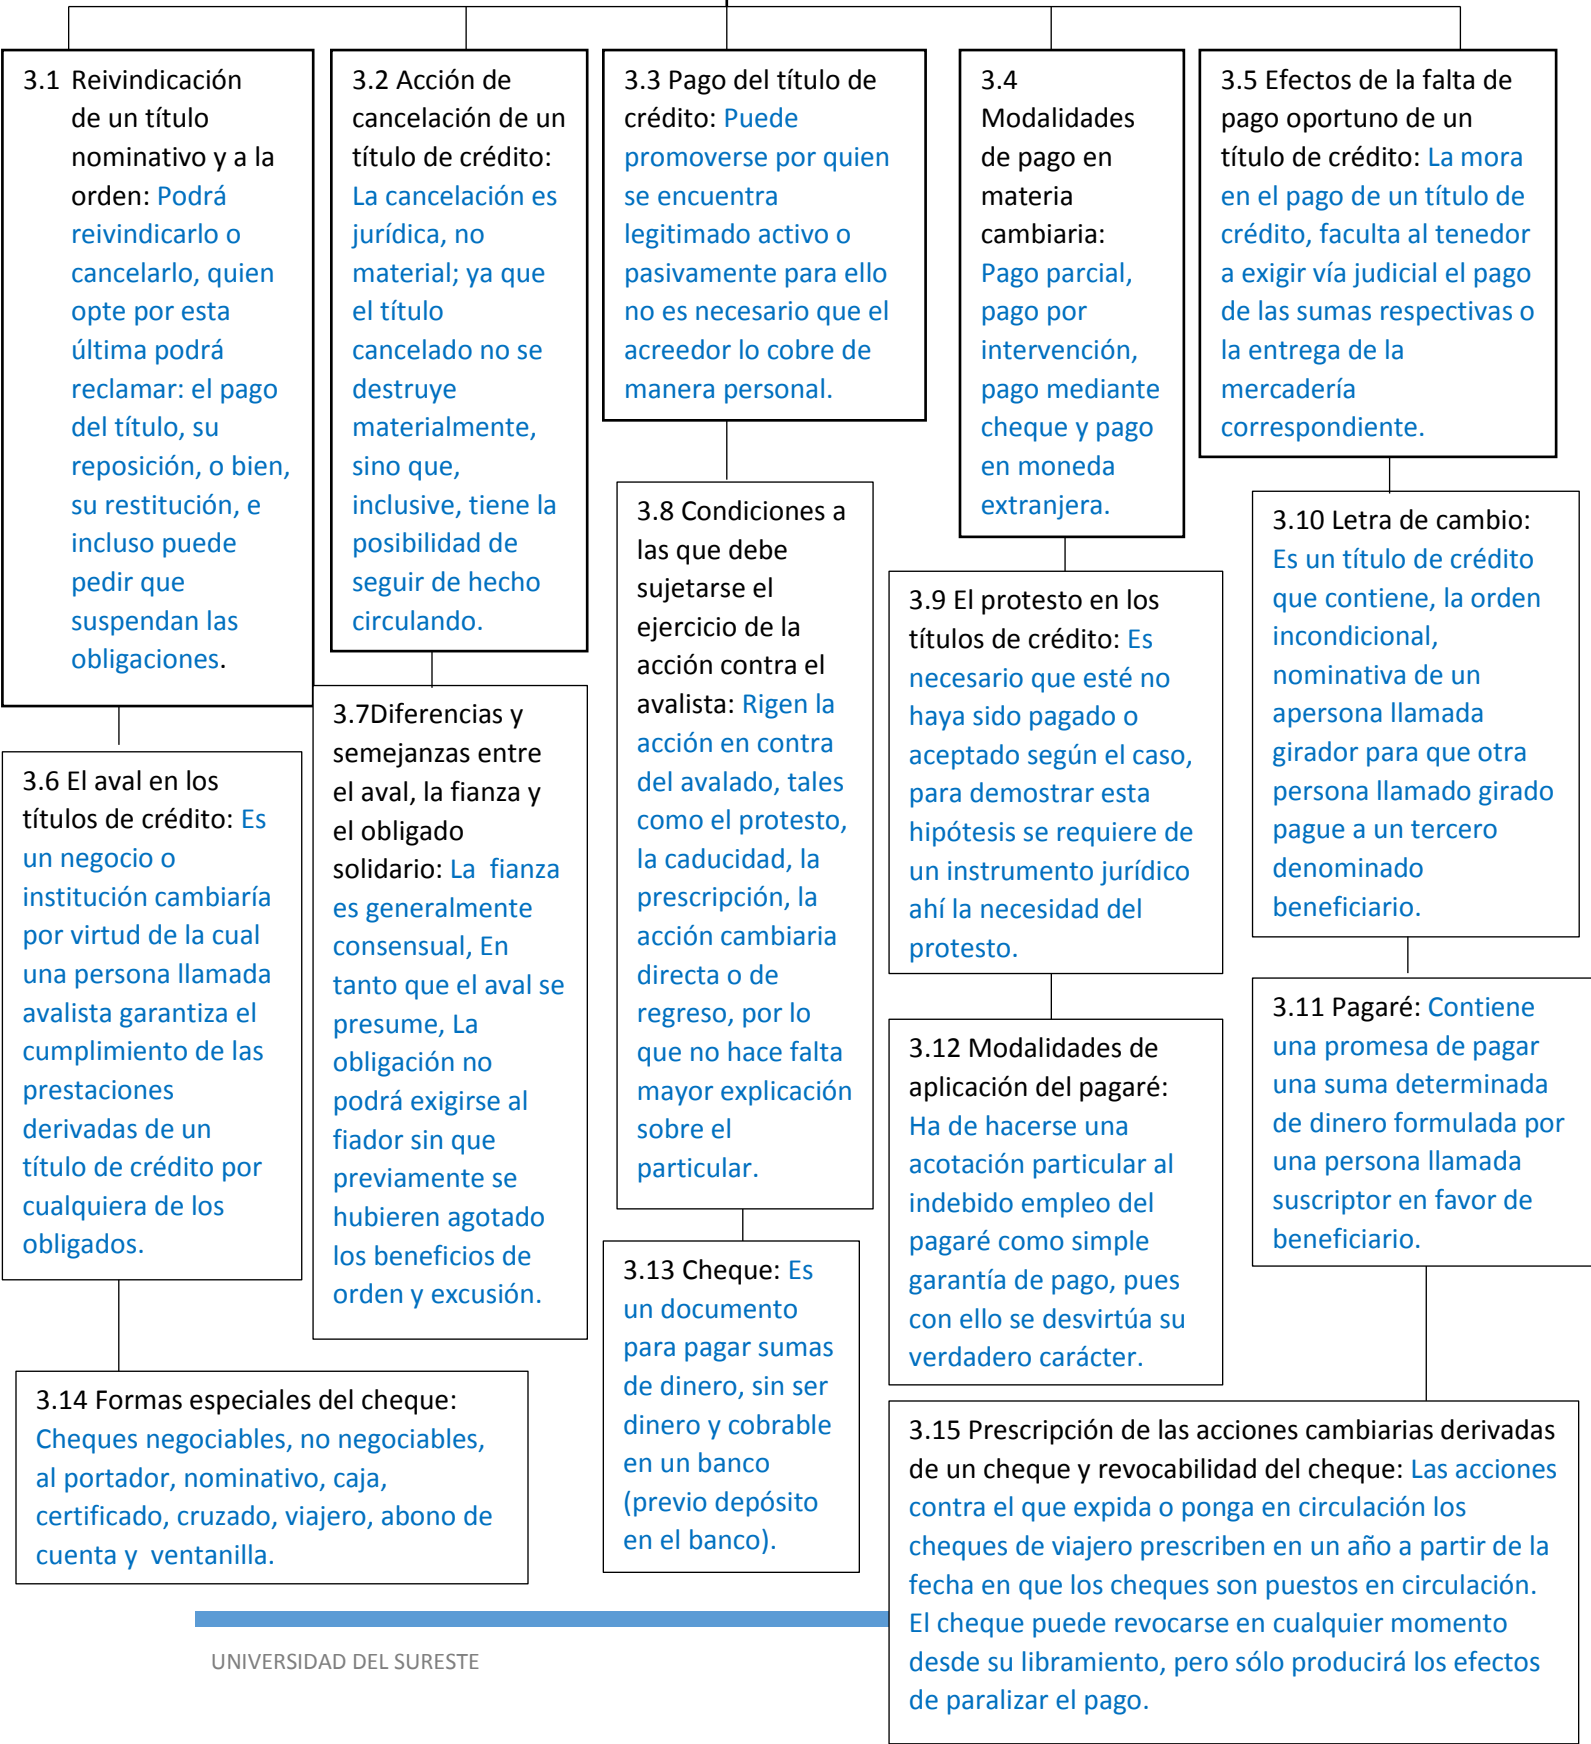 3.1 Reivindicación
de un título
nominativo y a la
orden: Podrá
reivindicarlo o
cancelarlo, quien
opte por esta
última podrá
reclamar: el pago
del título, su
reposición, o bien,
su restitución, e
incluso puede
pedir que
suspendan las
obligaciones.
3.2 Acción de
cancelación de un
título de crédito:
La cancelación es
jurídica, no
material; ya que
el título
cancelado no se
destruye
materialmente,
sino que,
inclusive, tiene la
posibilidad de
seguir de hecho
circulando.
3.3 Pago del título de
crédito: Puede
promoverse por quien
se encuentra
legitimado activo o
pasivamente para ello
no es necesario que el
acreedor lo cobre de
manera personal.
3.4
Modalidades
de pago en
materia
cambiaria:
Pago parcial,
pago por
intervención,
pago mediante
cheque y pago
en moneda
extranjera.
3.5 Efectos de la falta de
pago oportuno de un
título de crédito: La mora
en el pago de un título de
crédito, faculta al tenedor
a exigir vía judicial el pago
de las sumas respectivas o
la entrega de la
mercadería
correspondiente.
3.6 El aval en los
títulos de crédito: Es
un negocio o
institución cambiaría
por virtud de la cual
una persona llamada
avalista garantiza el
cumplimiento de las
prestaciones
derivadas de un
título de crédito por
cualquiera de los
obligados.
3.7Diferencias y
semejanzas entre
el aval, la fianza y
el obligado
solidario: La  fianza
es generalmente
consensual, En
tanto que el aval se
presume, La
obligación no
podrá exigirse al
fiador sin que
previamente se
hubieren agotado
los beneficios de
orden y excusión.
3.8 Condiciones a
las que debe
sujetarse el
ejercicio de la
acción contra el
avalista: Rigen la
acción en contra
del avalado, tales
como el protesto,
la caducidad, la
prescripción, la
acción cambiaria
directa o de
regreso, por lo
que no hace falta
mayor explicación
sobre el
particular.
3.9 El protesto en los
títulos de crédito: Es
necesario que esté no
haya sido pagado o
aceptado según el caso,
para demostrar esta
hipótesis se requiere de
un instrumento jurídico
ahí la necesidad del
protesto.
3.10 Letra de cambio:
Es un título de crédito
que contiene, la orden
incondicional,
nominativa de un
apersona llamada
girador para que otra
persona llamado girado
pague a un tercero
denominado
beneficiario.
3.11 Pagaré: Contiene
una promesa de pagar
una suma determinada
de dinero formulada por
una persona llamada
suscriptor en favor de
beneficiario.
3.12 Modalidades de
aplicación del pagaré:
Ha de hacerse una
acotación particular al
indebido empleo del
pagaré como simple
garantía de pago, pues
con ello se desvirtúa su
verdadero carácter.
3.13 Cheque: Es
un documento
para pagar sumas
de dinero, sin ser
dinero y cobrable
en un banco
(previo depósito
en el banco).
3.14 Formas especiales del cheque:
Cheques negociables, no negociables,
al portador, nominativo, caja,
certificado, cruzado, viajero, abono de
cuenta y  ventanilla.
3.15 Prescripción de las acciones cambiarias derivadas
de un cheque y revocabilidad del cheque: Las acciones
contra el que expida o ponga en circulación los
cheques de viajero prescriben en un año a partir de la
fecha en que los cheques son puestos en circulación.
El cheque puede revocarse en cualquier momento
desde su libramiento, pero sólo producirá los efectos
de paralizar el pago.
UNIVERSIDAD DEL SURESTE